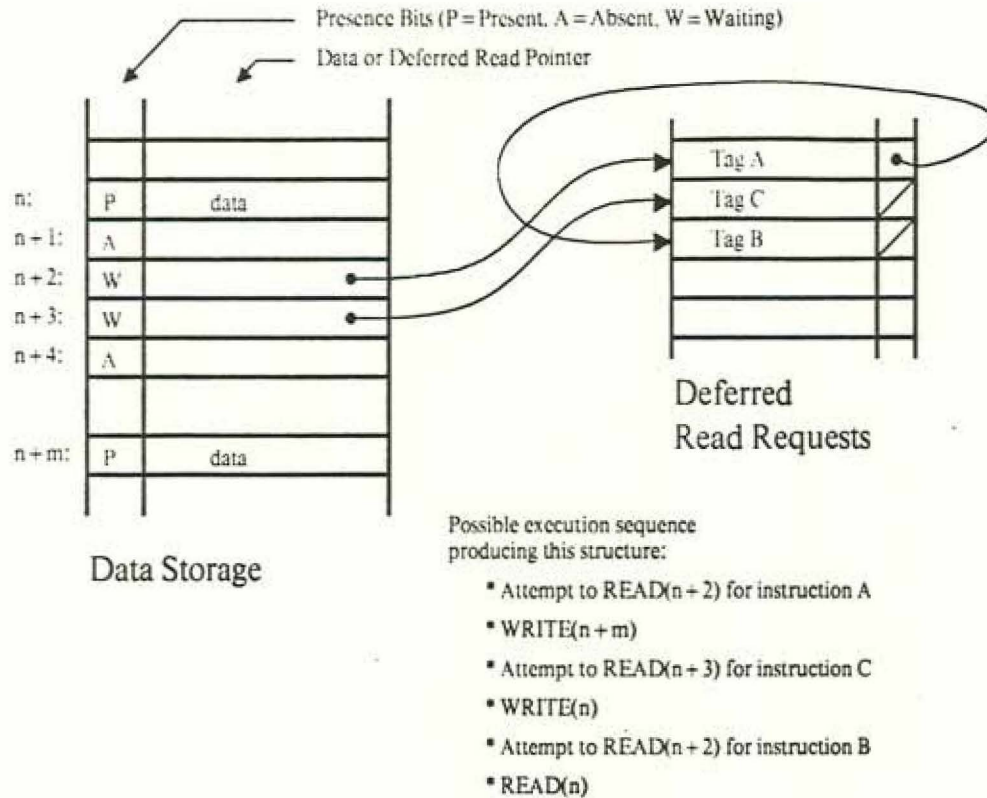 Presence Bits (P = Present, A = Absent, W = Waiting)
Data or Deferred Read Pointer
n: P data
n + 1: A
n + 2: W
n + 3: W
n + 4: A
n + m: P data
Data Storage
Tag A
Tag C
Tag B
Deferred
Read Requests
Possible execution sequence
producing this structure:
* Attempt to READ(n + 2) for instruction A
* WRITE(n + m)
* Attempt to READ(n + 3) for instruction C
* WRITE(n)
* Attempt to READ(n + 2) for instruction B
* READ(n)